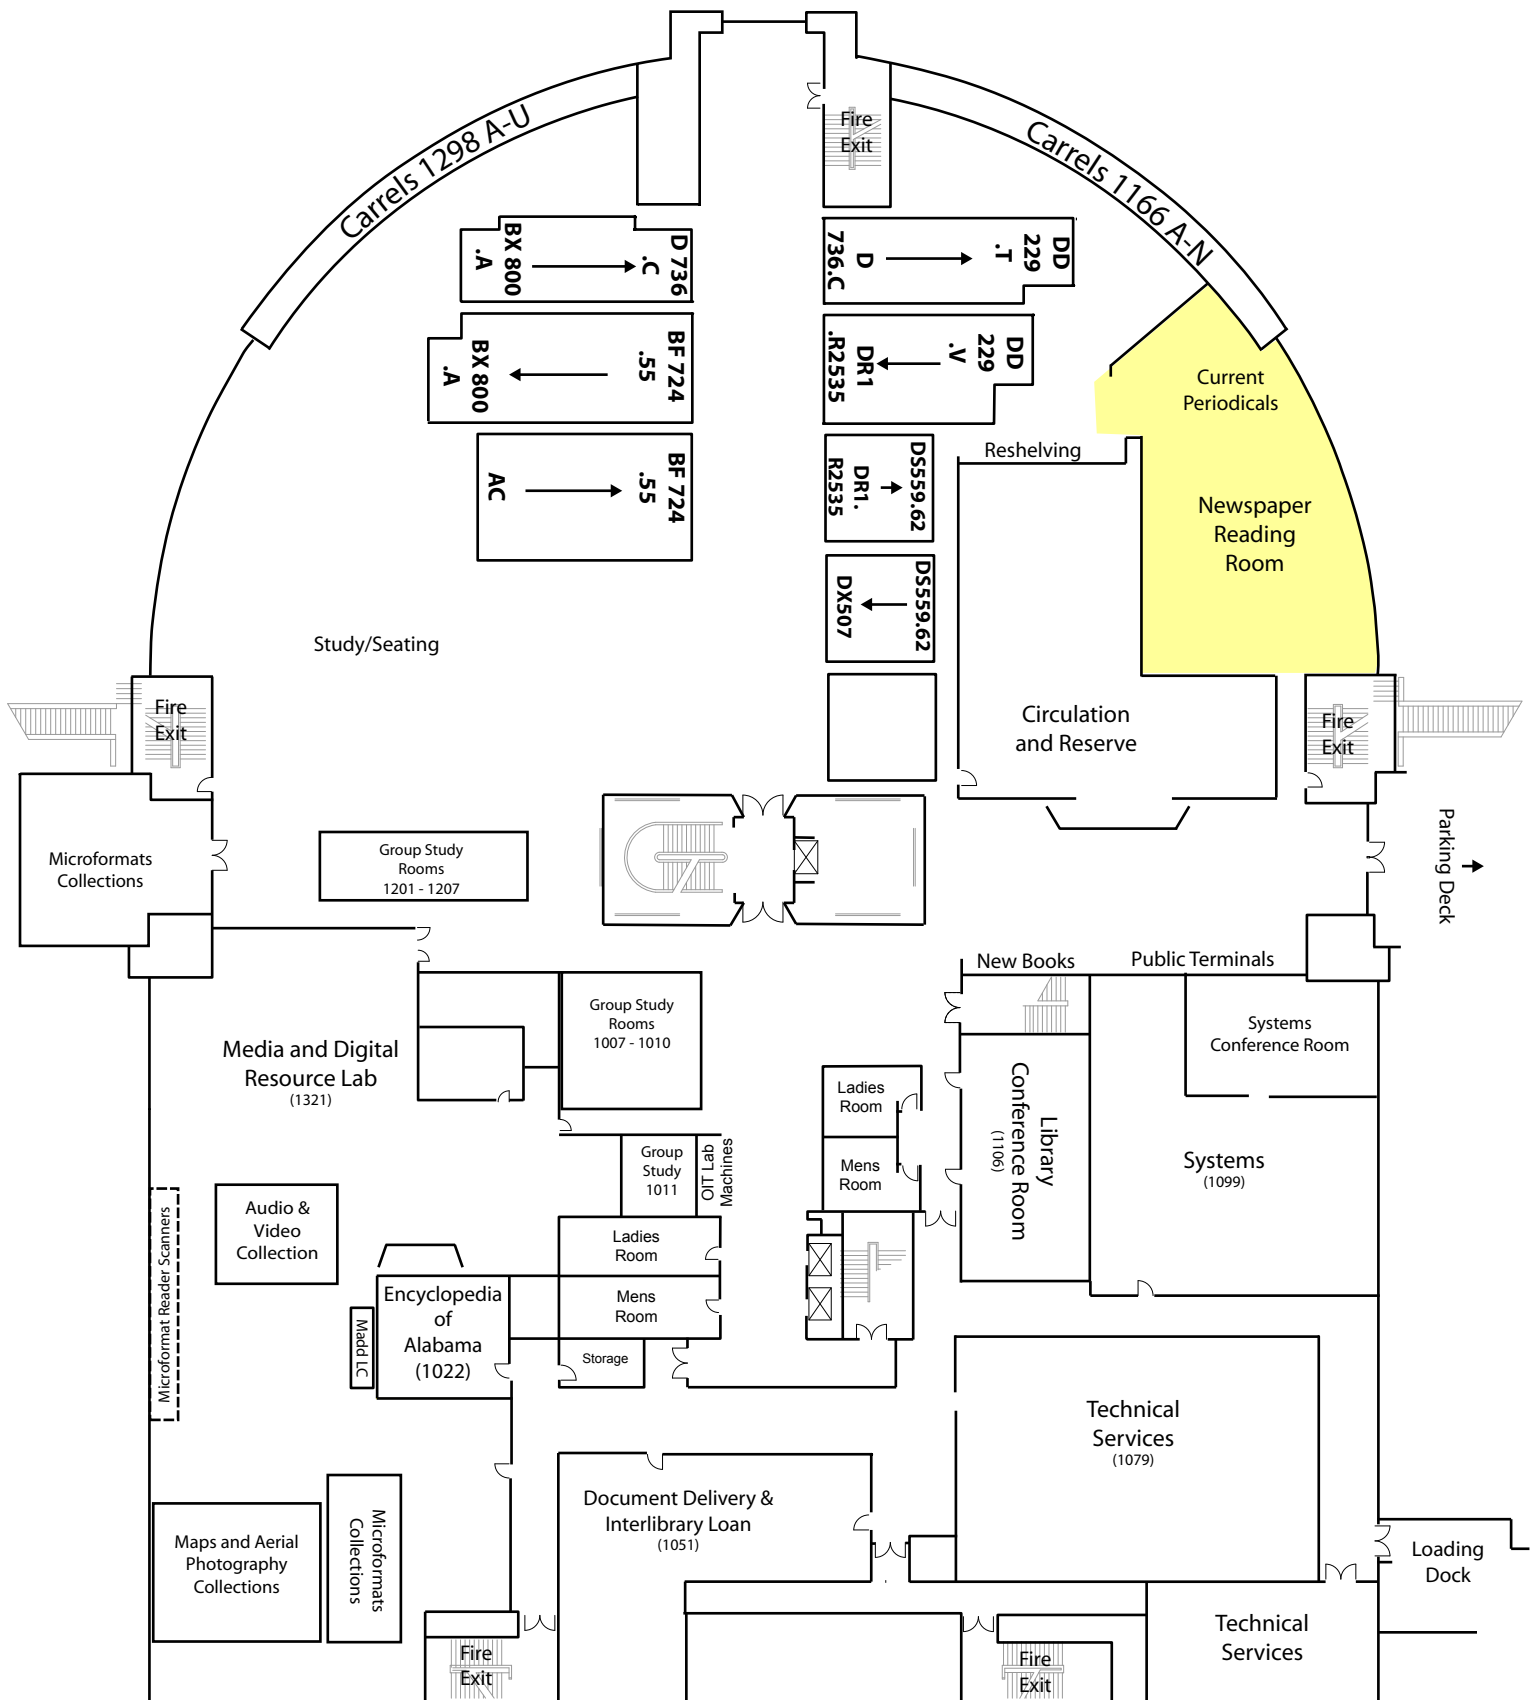 Fire
Exit
Carrels 1298 A-U
Carrels 1166 A-N
BX 800
.A
D 736
.C
D
736.C
DD
229
.T
BX 800
.A
BF 724
.55
DR1
.R2535
DD
229
.V
Current
Periodicals
AC
BF 724
.55
DR1.
R2535
DS559.62
Reshelving
Newspaper
Reading
Room
DX507
DS559.62
Study/Seating
Fire
Exit
Circulation
and Reserve
Fire
Exit
Microformats
Collections
Group Study
Rooms
1201 - 1207
Parking Deck
New Books
Public Terminals
Group Study
Rooms
1007 - 1010
Systems
Conference Room
Media and Digital
Resource Lab
(1321)
Ladies
Room
Library
Conference Room
(1106)
Group
Study
1011
OIT Lab
Machines
Mens
Room
Systems
(1099)
Audio &
Video
Collection
Microformat Reader Scanners
Ladies
Room
Encyclopedia
of
Alabama
(1022)
Mens
Room
Madd LC
Storage
Technical
Services
(1079)
Document Delivery &
Interlibrary Loan
(1051)
Maps and Aerial
Photography
Collections
Microformats
Collections
Loading
Dock
Technical
Services
Fire
Exit
Fire
Exit